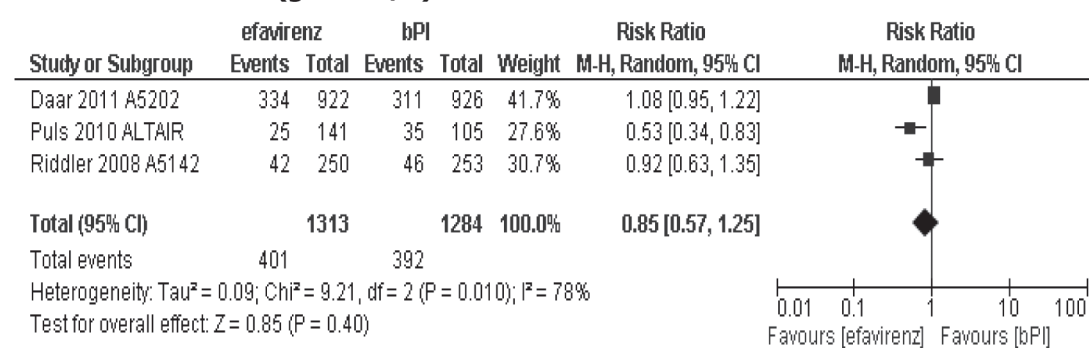 efavirenz bPI Risk Ratio Risk Ratio
Study or Subgroup Events Total Events Total Weight M-H, Random, 95% CI M-H, Random, 95% CI
Daar 2011 A5202 334 922 311 926 41.7% 1.08 [0.95, 1.22]
Puls 2010 ALTAIR 25 141 35 105 27.6% 0.53 [0.34, 0.83]
Riddler 2008 A5142 42 250 46 253 30.7% 0.92 [0.63, 1.35]
Total (95% CI) 1313 1284 100.0% 0.85 [0.57, 1.25]
Total events 401 392
Heterogeneity: Tau² = 0.09; Chi² = 9.21, df = 2 (P = 0.010); I² = 78%
Test for overall effect: Z = 0.85 (P = 0.40)
0.01 0.1 1 10 100
Favours [efavirenz] Favours [bPI]